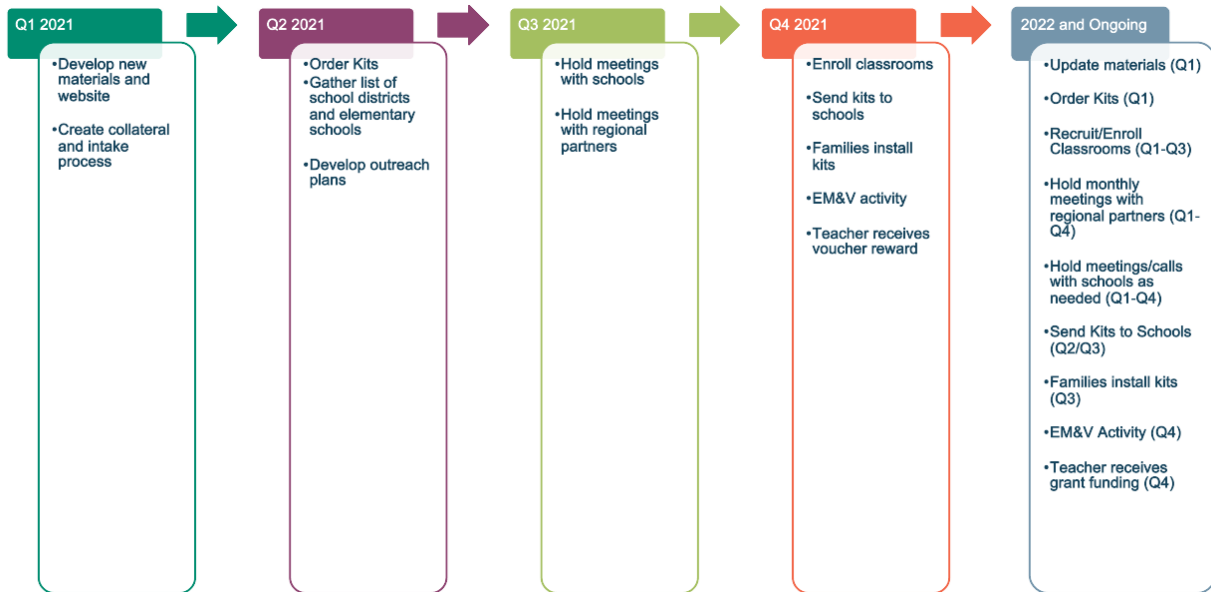 Q1 2021
•Develop new
materials and
website
•Create collateral
and intake
process
Q2 2021
•Order Kits
•Gather list of
school districts
and elementary
schools
•Develop outreach
plans
Q3 2021
•Hold meetings
with schools
•Hold meetings
with regional
partners
Q4 2021
•Enroll classrooms
•Send kits to
schools
•Families install
kits
•EM&V activity
•Teacher receives
voucher reward
2022 and Ongoing
•Update materials (Q1)
•Order Kits (Q1)
•Recruit/Enroll
Classrooms (Q1-Q3)
•Hold monthly
meetings with
regional partners (Q1-
Q4)
•Hold meetings/calls
with schools as
needed (Q1-Q4)
•Send Kits to Schools
(Q2/Q3)
•Families install kits
(Q3)
•EM&V Activity (Q4)
•Teacher receives
grant funding (Q4)